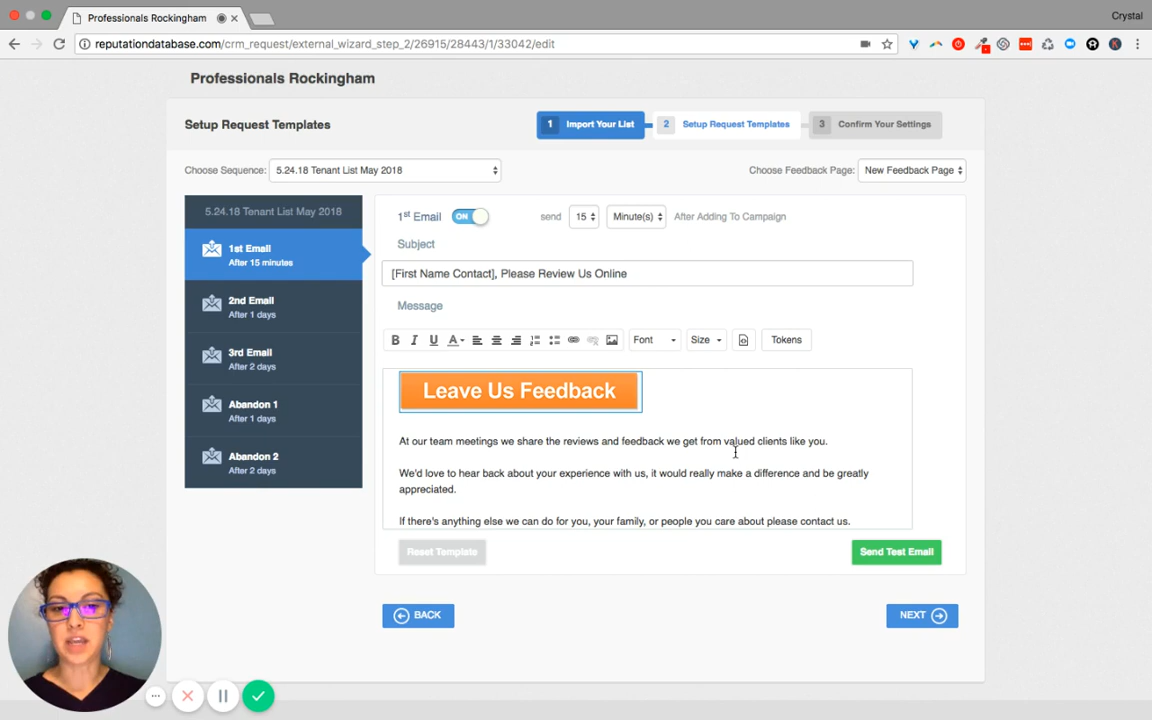 Professionals Rockingham
Crystal
reputationdatabase.com/crm_request/external_wizard_step_2/26915/28443/1/33042/edit
Professionals Rockingham
Setup Request Templates
1 Import Your List
2 Setup Request Templates
3 Confirm Your Settings
Choose Sequence: 5.24.18 Tenant List May 2018
Choose Feedback Page: New Feedback Page
5.24.18 Tenant List May 2018
1st Email
After 15 minutes
2nd Email
After 1 days
3rd Email
After 2 days
Abandon 1
After 1 days
Abandon 2
After 2 days
1st Email ON send 15 Minute(s) After Adding To Campaign
Subject
[First Name Contact], Please Review Us Online
Message
B I U A Font Size Tokens
Leave Us Feedback
At our team meetings we share the reviews and feedback we get from valued clients like you.
We'd love to hear back about your experience with us, it would really make a difference and be greatly
appreciated.
If there's anything else we can do for you, your family, or people you care about please contact us.
Reset Template
Send Test Email
BACK
NEXT